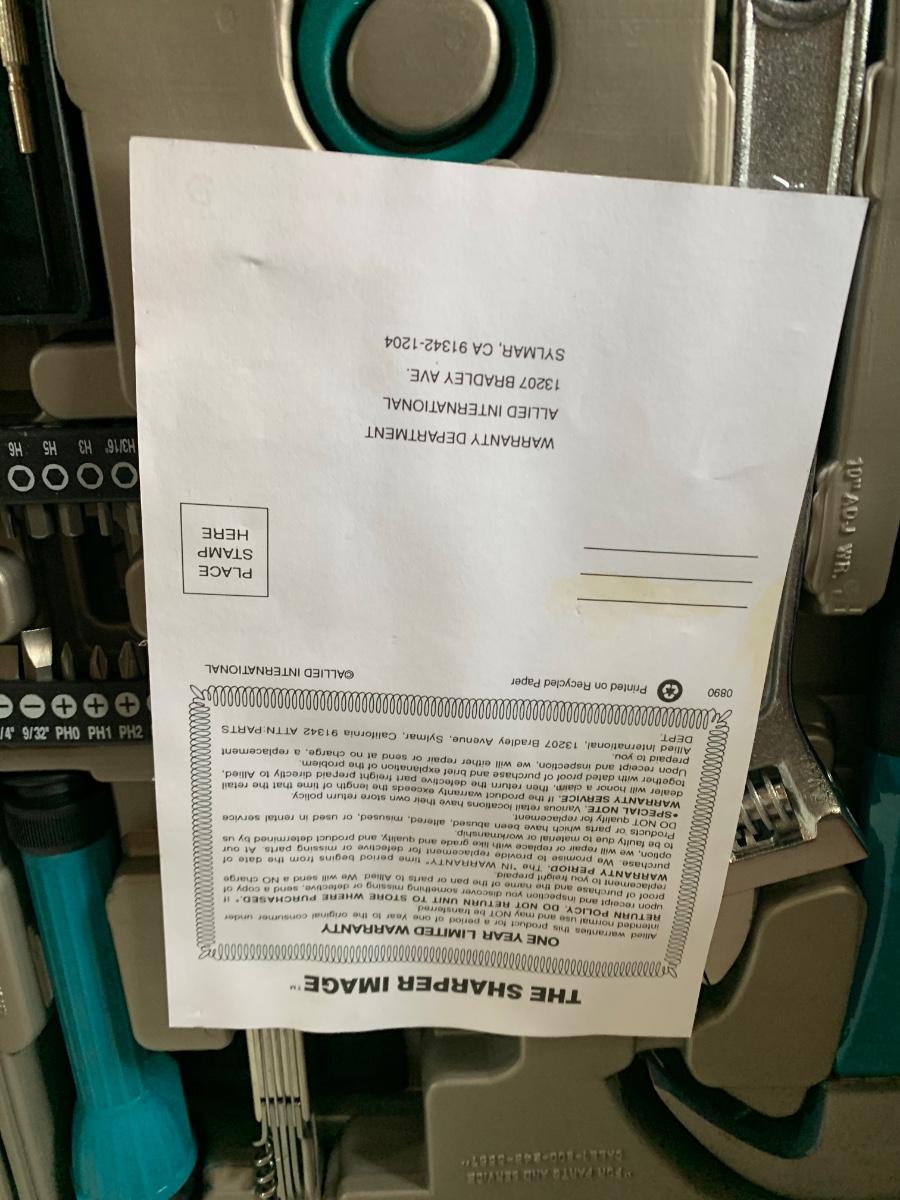 THE SHARPER IMAGE™
ONE YEAR LIMITED WARRANTY
Allied warranties this product for a period of one year to the original consumer under
intended normal use and may NOT be transferred.
RETURN POLICY. DO NOT RETURN UNIT TO STORE WHERE PURCHASED.* If
upon receipt and inspection you discover something missing or defective, send a copy of
proof of purchase and the name of the pan or parts to Allied. We will send a NO charge
replacement to you freight prepaid.
WARRANTY PERIOD. The "IN WARRANTY" time period begins from the date of
purchase. We promise to provide replacement for defective or missing parts. At our
option, we will repair or replace with like grade and quality, and product determined by us
to be faulty due to material or workmanship.
Products or parts which have been abused, altered, misused, or used in rental service
DO NOT qualify for replacement.
•SPECIAL NOTE, Various retail locations have their own store return policy.
WARRANTY SERVICE, If the product warranty exceeds the length of time that the retail
dealer will honor a claim, then return the defective part freight prepaid directly to Allied,
together with dated proof of purchase and brief explanation of the problem.
Upon receipt and inspection, we will either repair or send at no charge, a replacement
prepaid to you.
Allied International, 13207 Bradley Avenue, Sylmar, California 91342 ATTN:PARTS
DEPT.
0890 Printed on Recycled Paper ©ALLIED INTERNATIONAL
PLACE
STAMP
HERE
WARRANTY DEPARTMENT
ALLIED INTERNATIONAL
13207 BRADLEY AVE.
SYLMAR, CA 91342-1204
H3/16" H3 H5 H6
/4" 9/32" PH0 PH1 PH2
10" ADJ. WR.
"FOR PARTS AND SERVICE
CALL 1-800-